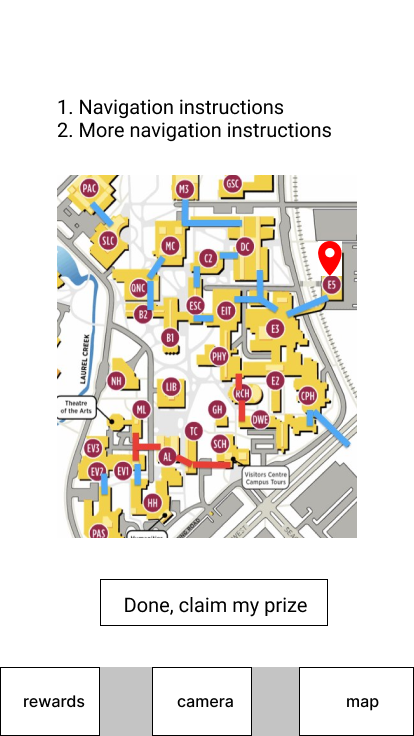 1. Navigation instructions
2. More navigation instructions
PAC
M3
GSC
SLC
MC
DC
C2
E5
QNC
ESC
EIT
B2
E3
B1
PHY
LAUREL CREEK
NH
LIB
E2
RCH
CPH
Theatre
of the Arts
ML
GH
DWE
TC
EV3
SCH
AL
EV2
EV1
Visitors Centre
Campus Tours
HH
PAS
ROAD
Done, claim my prize
rewards
camera
map